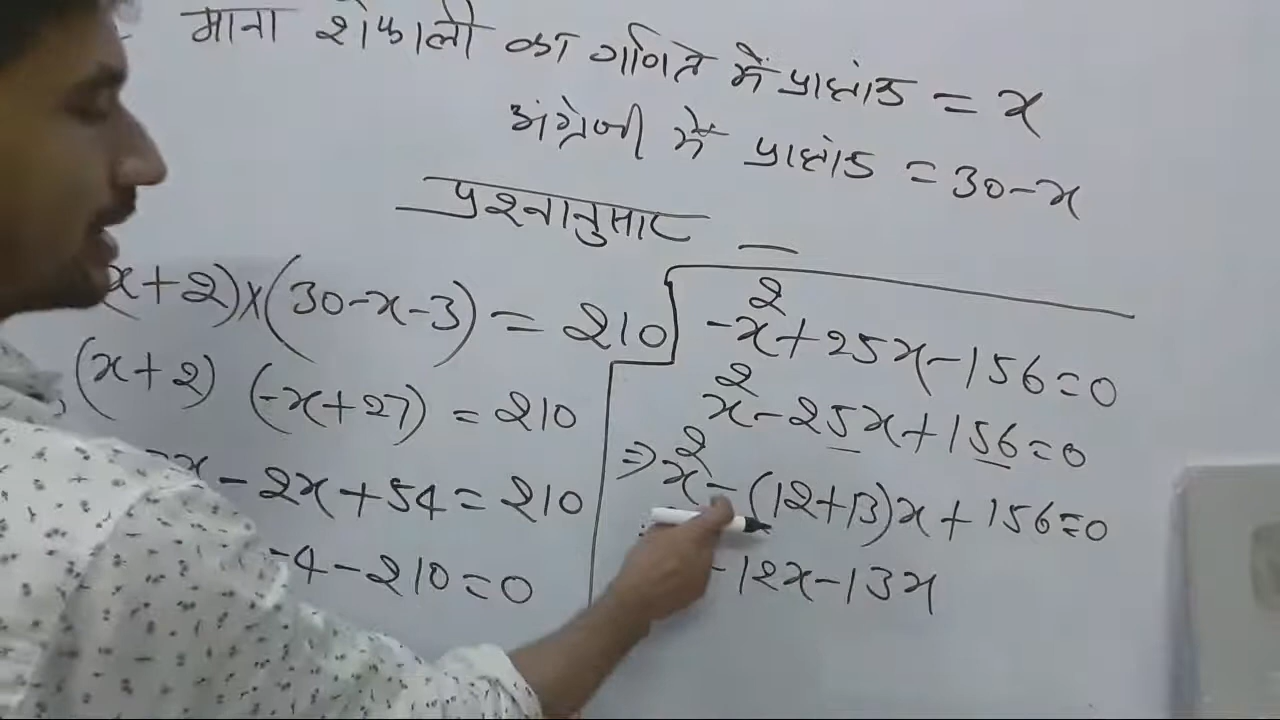 माना शेफाली का गणित में प्राप्तांक = x
अंग्रेजी में प्राप्तांक = 30-x
प्रश्नानुसार —
x+2)×(30-x-3) = 210
(x+2) (-x+27) = 210
x - 2x + 54 = 210
4 - 210 = 0
-x² + 25x - 156 = 0
x² - 25x + 156 = 0
⇒ x² - (12+13)x + 156 = 0
- 12x - 13x